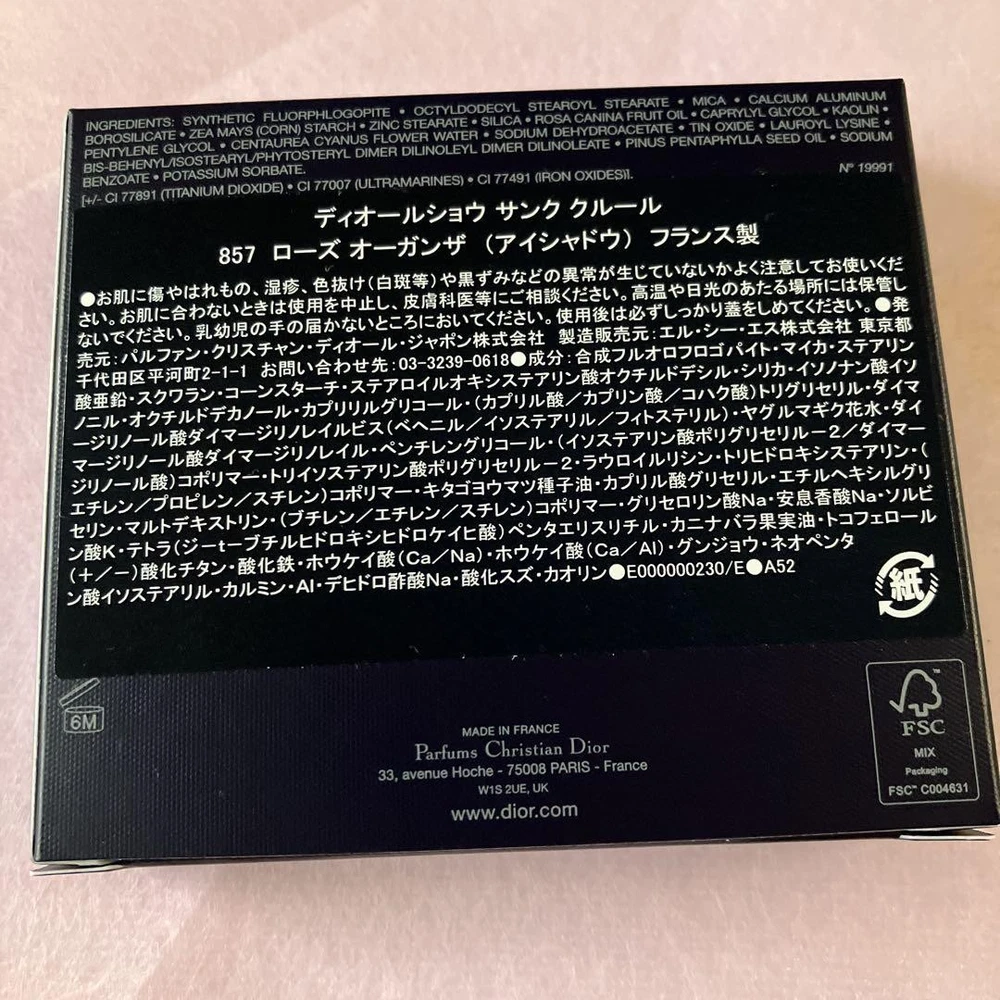 INGREDIENTS: SYNTHETIC FLUORPHLOGOPITE • OCTYLDODECYL STEAROYL STEARATE • MICA • CALCIUM ALUMINUM
BOROSILICATE • ZEA MAYS (CORN) STARCH • ZINC STEARATE • SILICA • ROSA CANINA FRUIT OIL • CAPRYLYL GLYCOL • KAOLIN •
PENTYLENE GLYCOL • CENTAUREA CYANUS FLOWER WATER • SODIUM DEHYDROACETATE • TIN OXIDE • LAUROYL LYSINE •
BIS-BEHENYL/ISOSTEARYL/PHYTOSTERYL DIMER DILINOLEYL DIMER DILINOLEATE • PINUS PENTAPHYLLA SEED OIL • SODIUM
BENZOATE • POTASSIUM SORBATE.
[+/- CI 77891 (TITANIUM DIOXIDE) • CI 77007 (ULTRAMARINES) • CI 77491 (IRON OXIDES)].
N° 19991
ディオールショウ サンク クルール
857 ローズ オーガンザ (アイシャドウ) フランス製
●お肌に傷やはれもの、湿疹、色抜け(白斑等)や黒ずみなどの異常が生じていないかよく注意してお使いくだ
さい。お肌に合わないときは使用を中止し、皮膚科医等にご相談ください。高温や日光のあたる場所には保管し
ないでください。乳幼児の手の届かないところにおいてください。使用後は必ずしっかり蓋をしめてください。●発
売元:パルファン・クリスチャン・ディオール・ジャポン株式会社 製造販売元:エル・シー・エス株式会社 東京都
千代田区平河町2-1-1 お問い合わせ先:03-3239-0618●成分:合成フルオロフロゴパイト・マイカ・ステアリン
酸亜鉛・スクワラン・コーンスターチ・ステアロイルオキシステアリン酸オクチルドデシル・シリカ・イソノナン酸イソ
ノニル・オクチルドデカノール・カプリリルグリコール・(カプリル酸/カプリン酸/コハク酸)トリグリセリル・ダイマ
ージリノール酸ダイマージリノレイルビス(ベヘニル/イソステアリル/フィトステリル)・ヤグルマギク花水・ダイ
マージリノール酸ダイマージリノレイル・ペンチレングリコール・(イソステアリン酸ポリグリセリル-2/ダイマー
ジリノール酸)コポリマー・トリイソステアリン酸ポリグリセリル-2・ラウロイルリシン・トリヒドロキシステアリン・(
エチレン/プロピレン/スチレン)コポリマー・キタゴヨウマツ種子油・カプリル酸グリセリル・エチルヘキシルグリ
セリン・マルトデキストリン・(ブチレン/エチレン/スチレン)コポリマー・グリセロリン酸Na・安息香酸Na・ソルビ
ン酸K・テトラ(ジーtーブチルヒドロキシヒドロケイヒ酸)ペンタエリスリチル・カニナバラ果実油・トコフェロール
(+/-)酸化チタン・酸化鉄・ホウケイ酸(Ca/Na)・ホウケイ酸(Ca/Al)・グンジョウ・ネオペンタ
ン酸イソステアリル・カルミン・Al・デヒドロ酢酸Na・酸化スズ・カオリン●E000000230/E●A52
紙
6M
MADE IN FRANCE
Parfums Christian Dior
33, avenue Hoche - 75008 PARIS - France
W1S 2UE, UK
www.dior.com
FSC
MIX
Packaging
FSC™ C004631